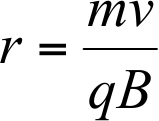 r = mv/qB